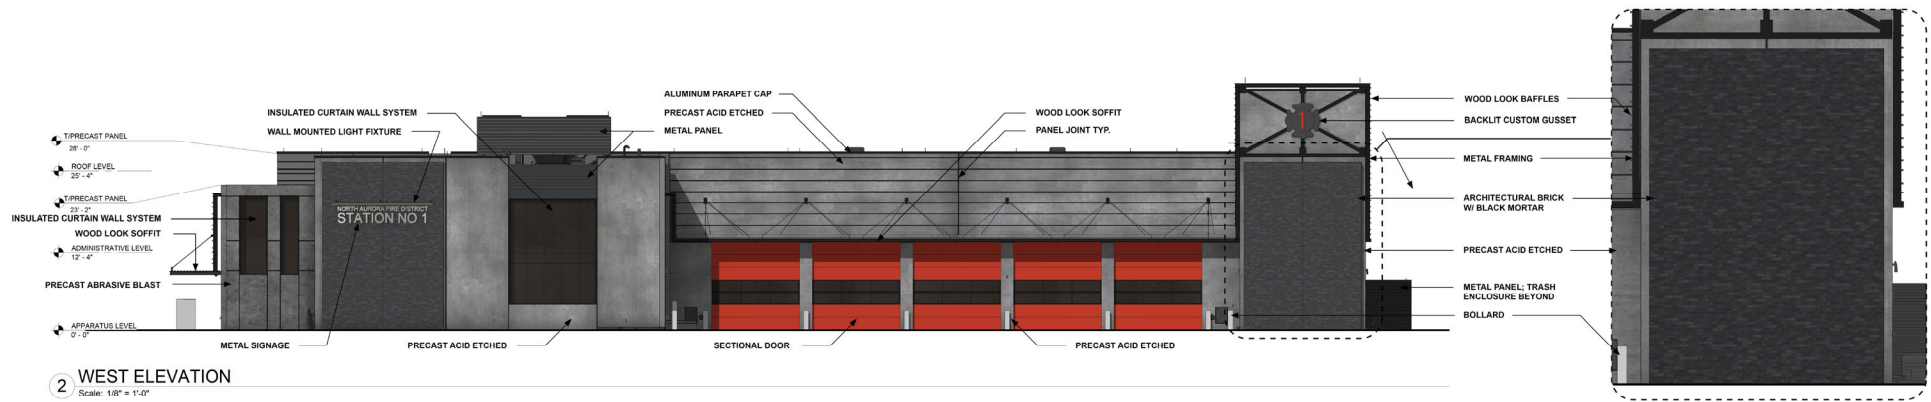 ALUMINUM PARAPET CAP
INSULATED CURTAIN WALL SYSTEM
PRECAST ACID ETCHED
WOOD LOOK SOFFIT
WALL MOUNTED LIGHT FIXTURE
METAL PANEL
PANEL JOINT TYP.
WOOD LOOK BAFFLES
BACKLIT CUSTOM GUSSET
1
METAL FRAMING
ARCHITECTURAL BRICK
W/ BLACK MORTAR
PRECAST ACID ETCHED
METAL PANEL; TRASH
ENCLOSURE BEYOND
BOLLARD
T/PRECAST PANEL
28' - 0"
ROOF LEVEL
25' - 4"
T/PRECAST PANEL
23' - 2"
INSULATED CURTAIN WALL SYSTEM
WOOD LOOK SOFFIT
ADMINISTRATIVE LEVEL
12' - 4"
PRECAST ABRASIVE BLAST
APPARATUS LEVEL
0' - 0"
NORTH AURORA FIRE DISTRICT
STATION NO 1
METAL SIGNAGE
PRECAST ACID ETCHED
SECTIONAL DOOR
PRECAST ACID ETCHED
2 WEST ELEVATION
Scale: 1/8" = 1'-0"